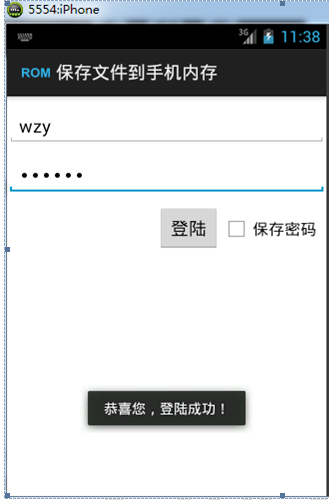 5554:iPhone
3G 11:38
ROM 保存文件到手机内存
wzy
••••••
登陆 保存密码
恭喜您，登陆成功！